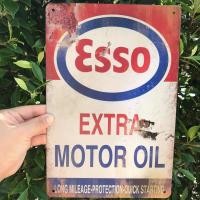 Esso
EXTRA
MOTOR OIL
LONG MILEAGE-PROTECTION-QUICK STARTING